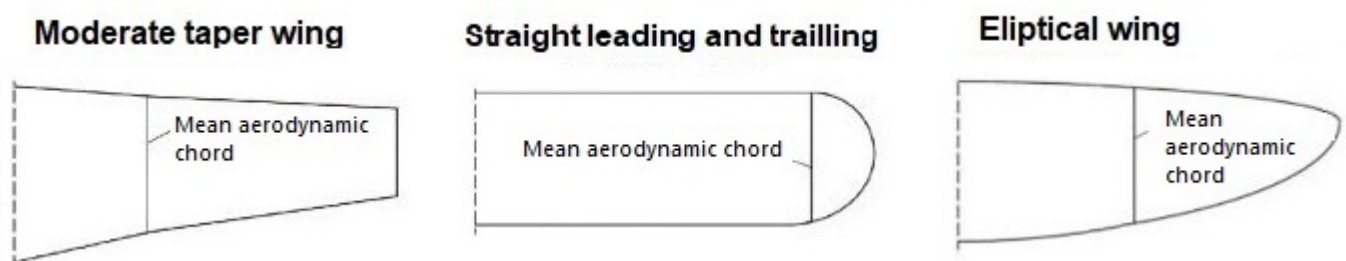 Moderate taper wing
Straight leading and trailling
Eliptical wing
Mean aerodynamic
chord
Mean aerodynamic chord
Mean
aerodynamic
chord